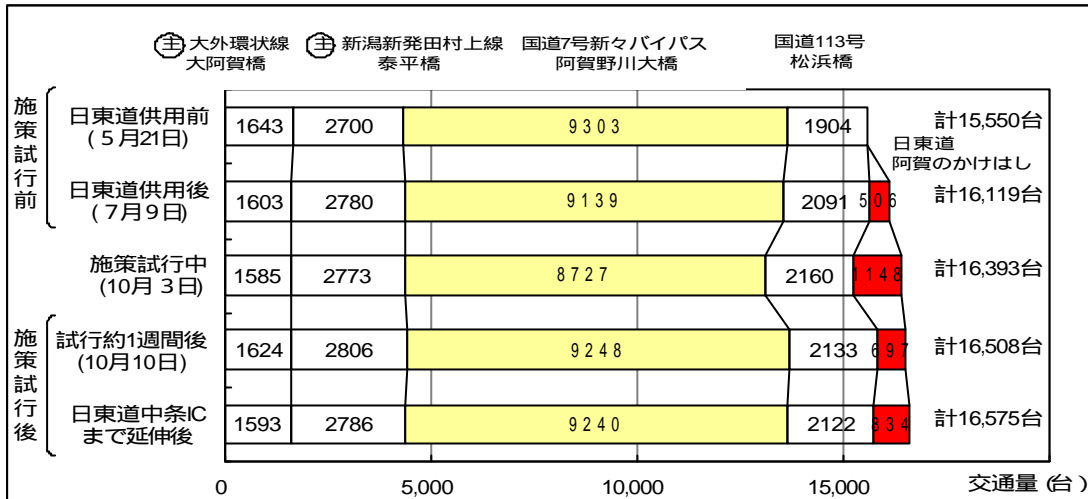 主 大外環状線
大阿賀橋
主 新潟新発田村上線
泰平橋
国道7号新々バイパス
阿賀野川大橋
国道113号
松浜橋
施策試行前
日東道供用前
(5月21日)
1643 2700 9303 1904
計15,550台
日東道
阿賀のかけはし
日東道供用後
(7月9日)
1603 2780 9139 2091 506
計16,119台
施策試行中
(10月3日)
1585 2773 8727 2160 1148
計16,393台
施策試行後
試行約1週間後
(10月10日)
1624 2806 9248 2133 697
計16,508台
日東道中条IC
まで延伸後
1593 2786 9240 2122 834
計16,575台
0 5,000 10,000 15,000 交通量(台)